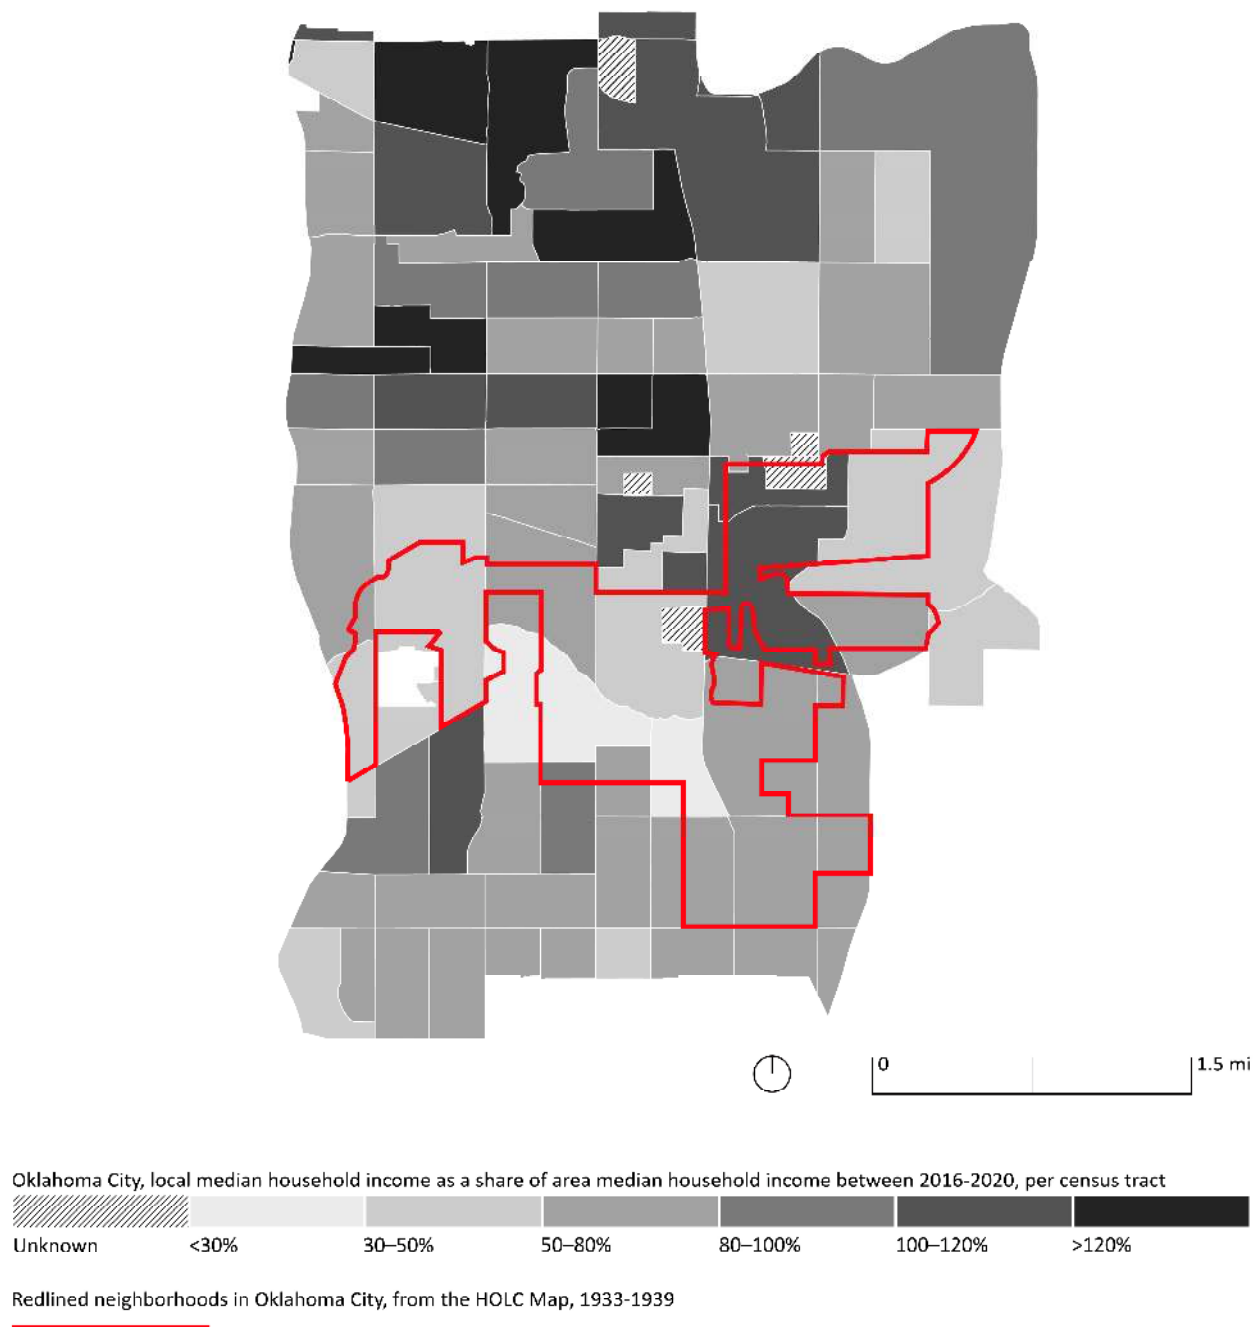 0 1.5 mi
Oklahoma City, local median household income as a share of area median household income between 2016-2020, per census tract
Unknown <30% 30–50% 50–80% 80–100% 100–120% >120%
Redlined neighborhoods in Oklahoma City, from the HOLC Map, 1933-1939